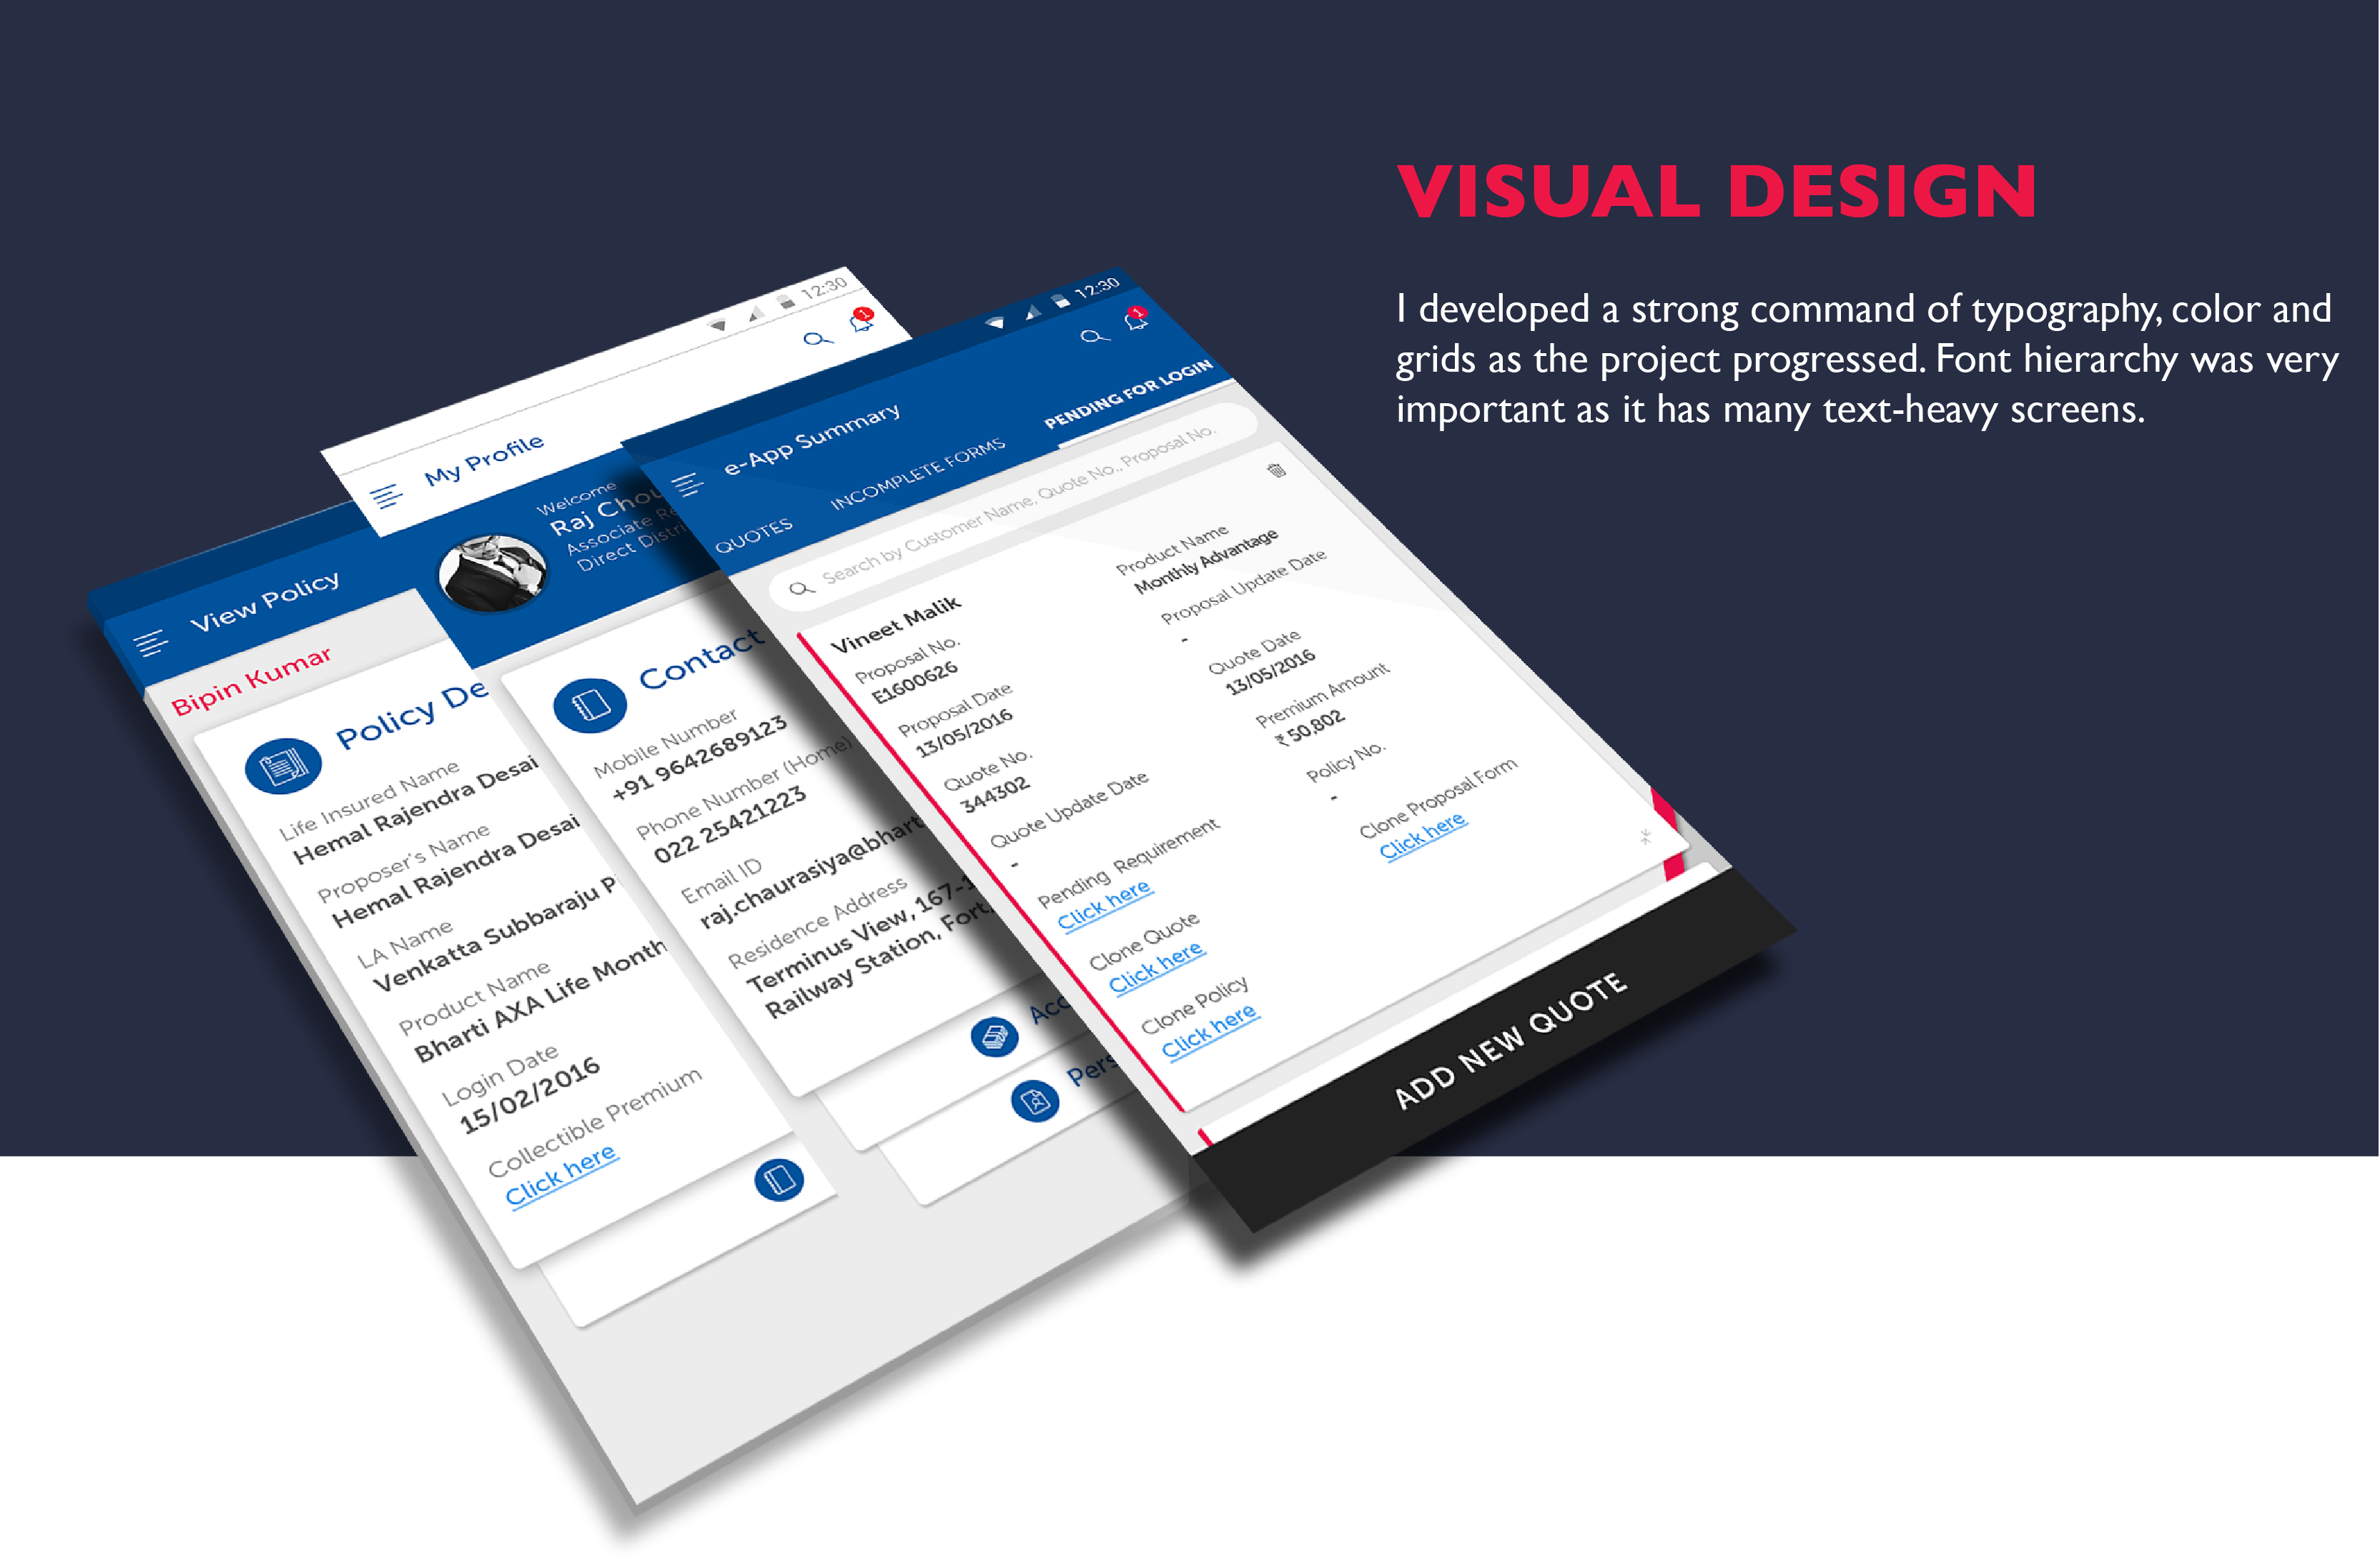 VISUAL DESIGN
I developed a strong command of typography, color and
grids as the project progressed. Font hierarchy was very
important as it has many text-heavy screens.
View Policy
Bipin Kumar
Policy
Life Insured Name
Hemal Rajendra Desai
Proposer's Name
Hemal Rajendra Desai
LA Name
Venkatta Subbaraju
Product Name
Bharti AXA Life Month
Login Date
15/02/2016
Collectible Premium
Click here
12:30
1
My Profile
Welcome
Raj
Associate
Direct
Contact
Mobile Number
+91 9642689123
Phone Number (Home)
022 25421223
Email ID
raj.chaurasiya@bhart
Residence Address
Terminus View, 167-1
Railway Station, Fort,
12:30
1
e-App Summary
QUOTES
INCOMPLETE FORMS
PENDING FOR LOGIN
Search by Customer Name, Quote No., Proposal No.
Vineet Malik
Proposal No.
E1600626
Proposal Date
13/05/2016
Quote No.
344302
Quote Update Date
-
Pending Requirement
Click here
Clone Quote
Click here
Clone Policy
Click here
Product Name
Monthly Advantage
Proposal Update Date
-
Quote Date
13/05/2016
Premium Amount
₹ 50,802
Policy No.
-
Clone Proposal Form
Click here
ADD NEW QUOTE